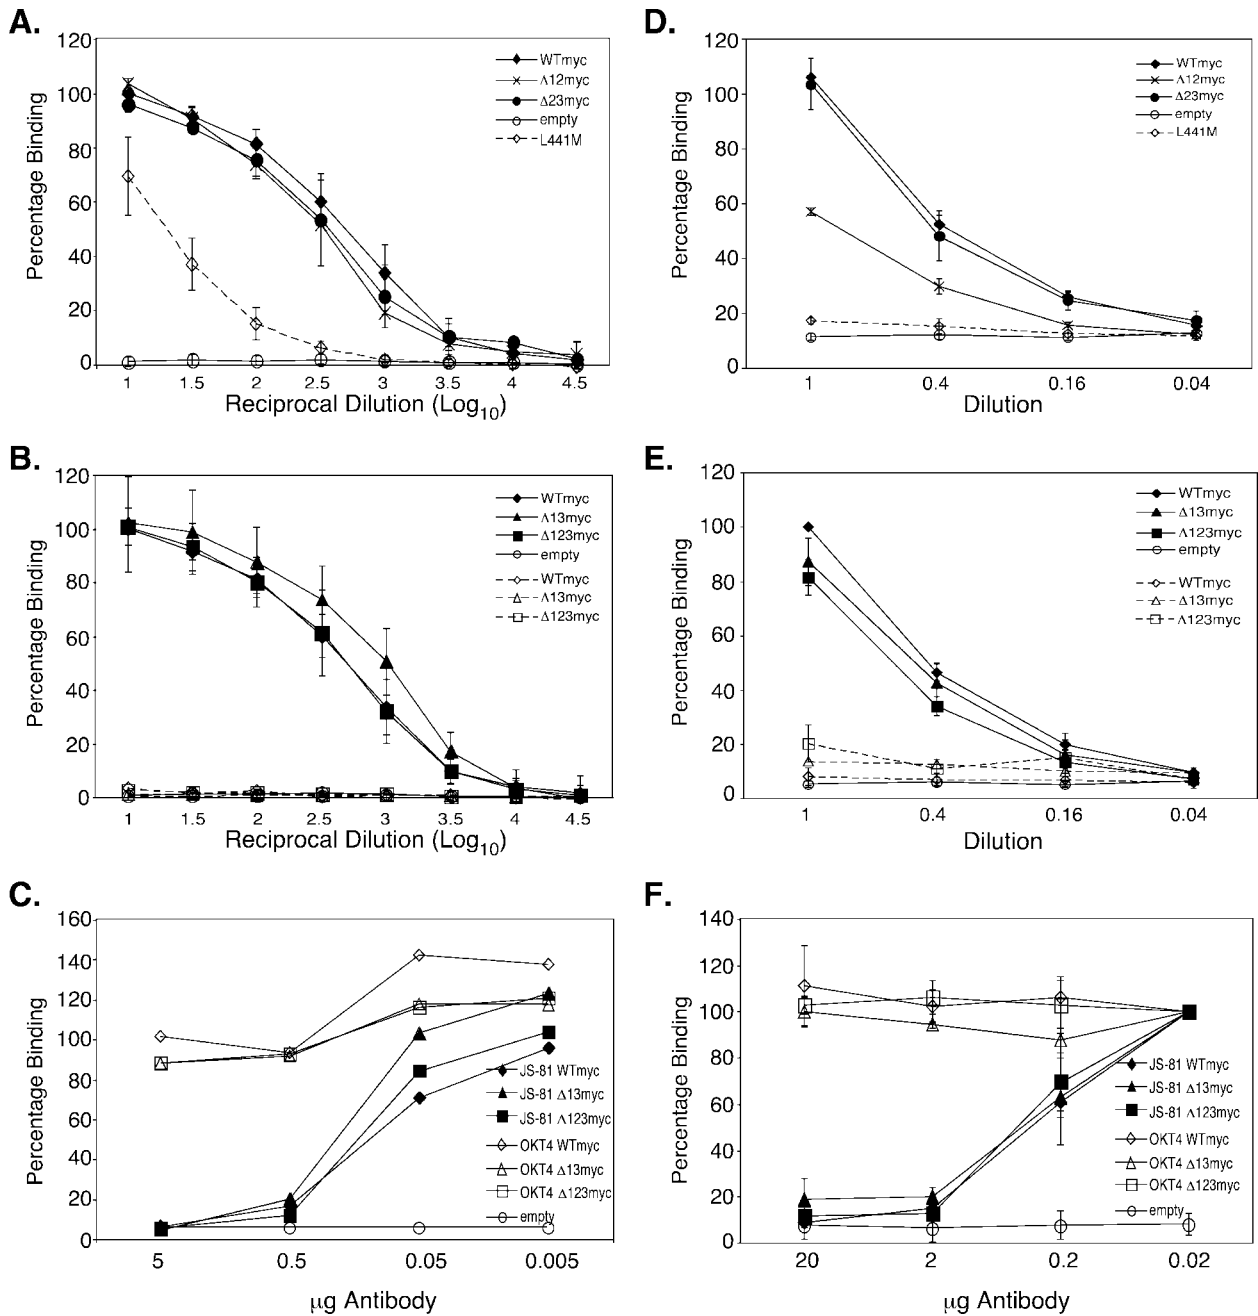 A.
120
100
80
60
40
20
0
Percentage Binding
WTmyc
Δ12myc
Δ23myc
empty
L441M
1 1.5 2 2.5 3 3.5 4 4.5
Reciprocal Dilution (Log10)
D.
120
100
80
60
40
20
0
Percentage Binding
WTmyc
Δ12myc
Δ23myc
empty
L441M
1 0.4 0.16 0.04
Dilution
B.
120
100
80
60
40
20
0
Percentage Binding
WTmyc
Δ13myc
Δ123myc
empty
WTmyc
Δ13myc
Δ123myc
1 1.5 2 2.5 3 3.5 4 4.5
Reciprocal Dilution (Log10)
E.
120
100
80
60
40
20
0
Percentage Binding
WTmyc
Δ13myc
Δ123myc
empty
WTmyc
Δ13myc
Δ123myc
1 0.4 0.16 0.04
Dilution
C.
160
140
120
100
80
60
40
20
0
Percentage Binding
JS-81 WTmyc
JS-81 Δ13myc
JS-81 Δ123myc
OKT4 WTmyc
OKT4 Δ13myc
OKT4 Δ123myc
empty
5 0.5 0.05 0.005
µg Antibody
F.
140
120
100
80
60
40
20
0
Percentage Binding
JS-81 WTmyc
JS-81 Δ13myc
JS-81 Δ123myc
OKT4 WTmyc
OKT4 Δ13myc
OKT4 Δ123myc
empty
20 2 0.2 0.02
µg Antibody